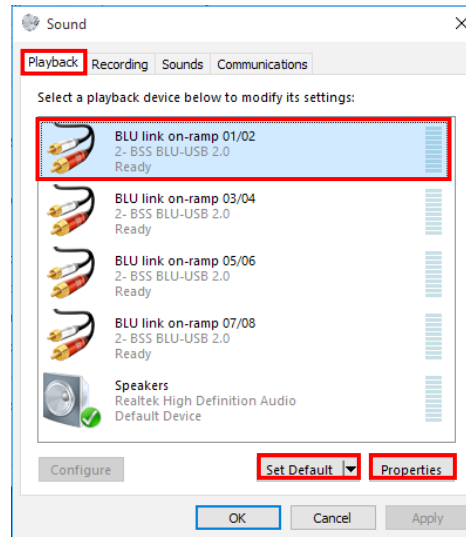 Sound
Playback Recording Sounds Communications
Select a playback device below to modify its settings:
BLU link on-ramp 01/02
2- BSS BLU-USB 2.0
Ready
BLU link on-ramp 03/04
2- BSS BLU-USB 2.0
Ready
BLU link on-ramp 05/06
2- BSS BLU-USB 2.0
Ready
BLU link on-ramp 07/08
2- BSS BLU-USB 2.0
Ready
Speakers
Realtek High Definition Audio
Default Device
Configure Set Default Properties
OK Cancel Apply